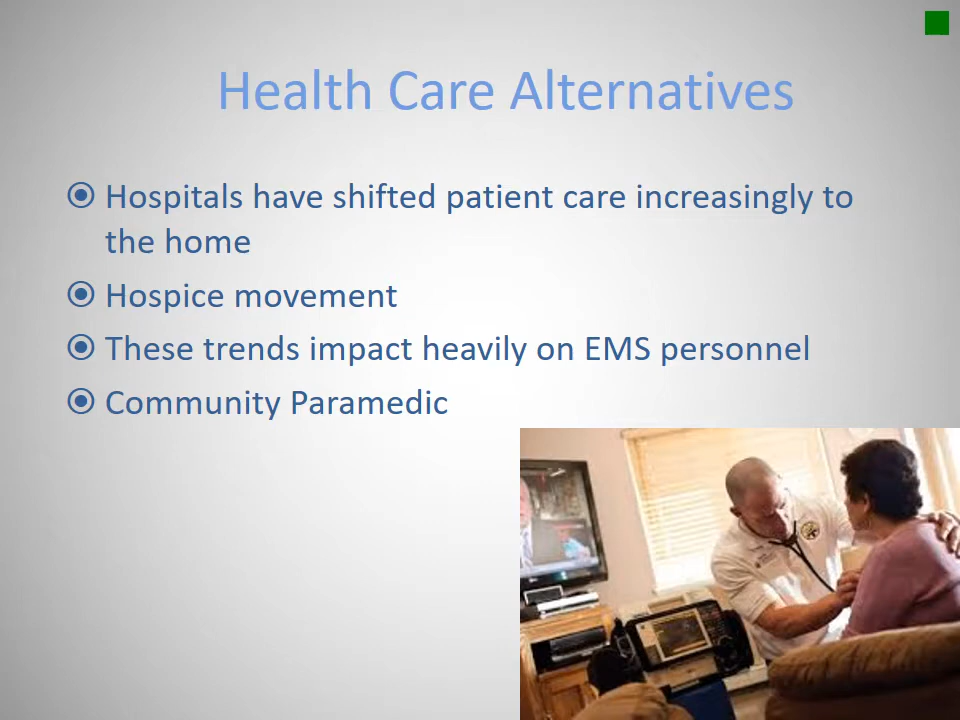 Health Care Alternatives
Hospitals have shifted patient care increasingly to
the home
Hospice movement
These trends impact heavily on EMS personnel
Community Paramedic